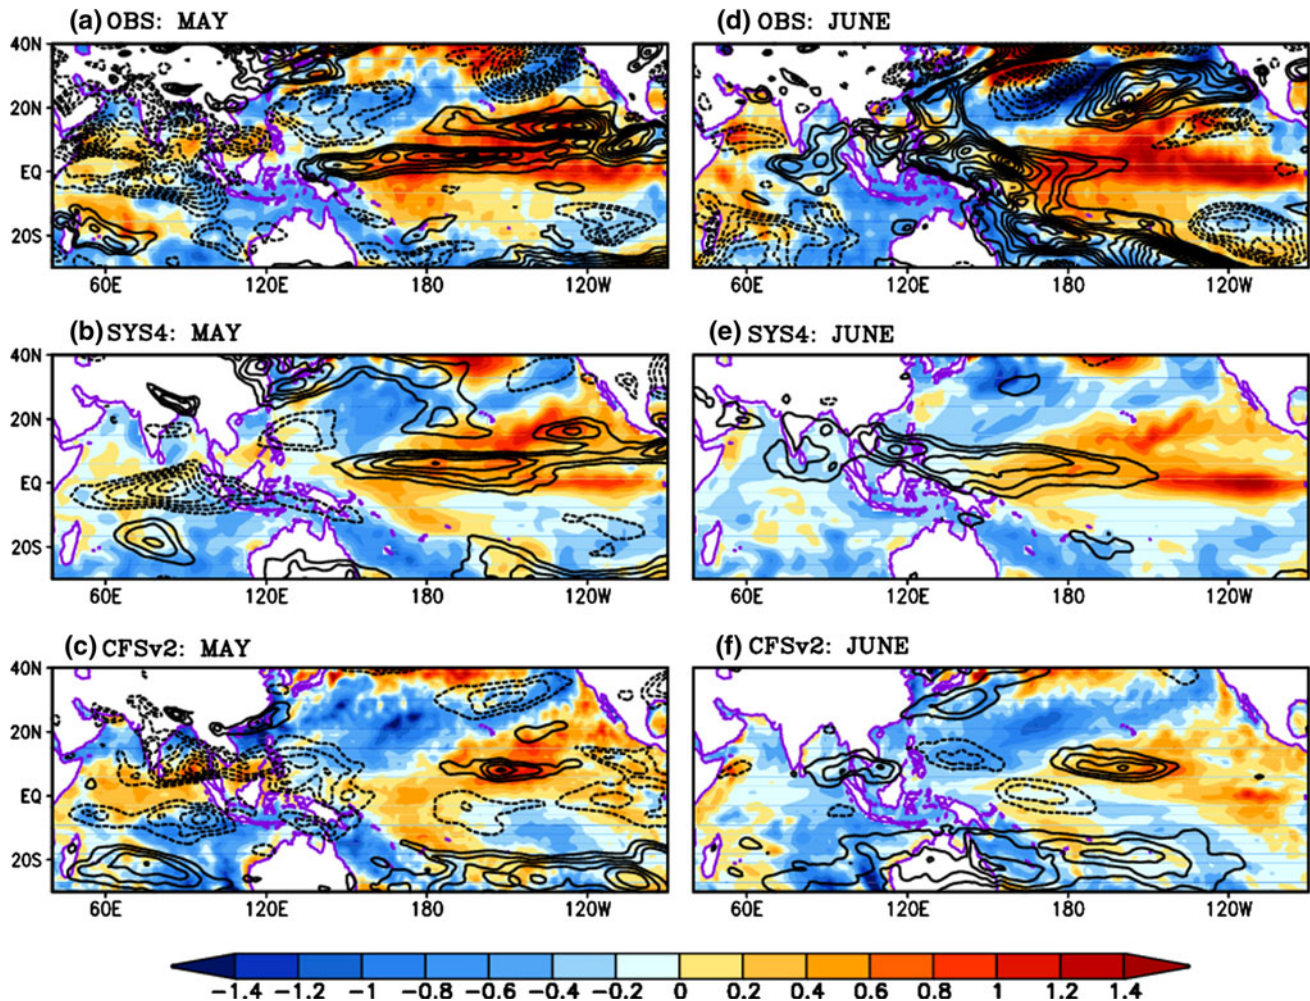 (a) OBS: MAY
(d) OBS: JUNE
40N
20N
EQ
20S
60E 120E 180 120W
60E 120E 180 120W
(b) SYS4: MAY
(e) SYS4: JUNE
40N
20N
EQ
20S
60E 120E 180 120W
60E 120E 180 120W
(c) CFSv2: MAY
(f) CFSv2: JUNE
40N
20N
EQ
20S
60E 120E 180 120W
60E 120E 180 120W
-1.4 -1.2 -1 -0.8 -0.6 -0.4 -0.2 0 0.2 0.4 0.6 0.8 1 1.2 1.4